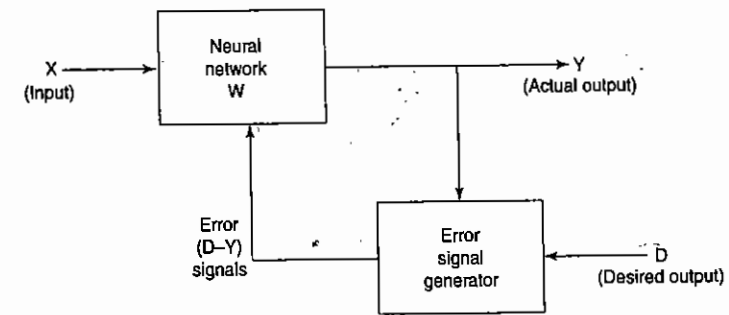 Neural
network
W
X
(Input)
Y
(Actual output)
Error
(D–Y)
signals
Error
signal
generator
D
(Desired output)